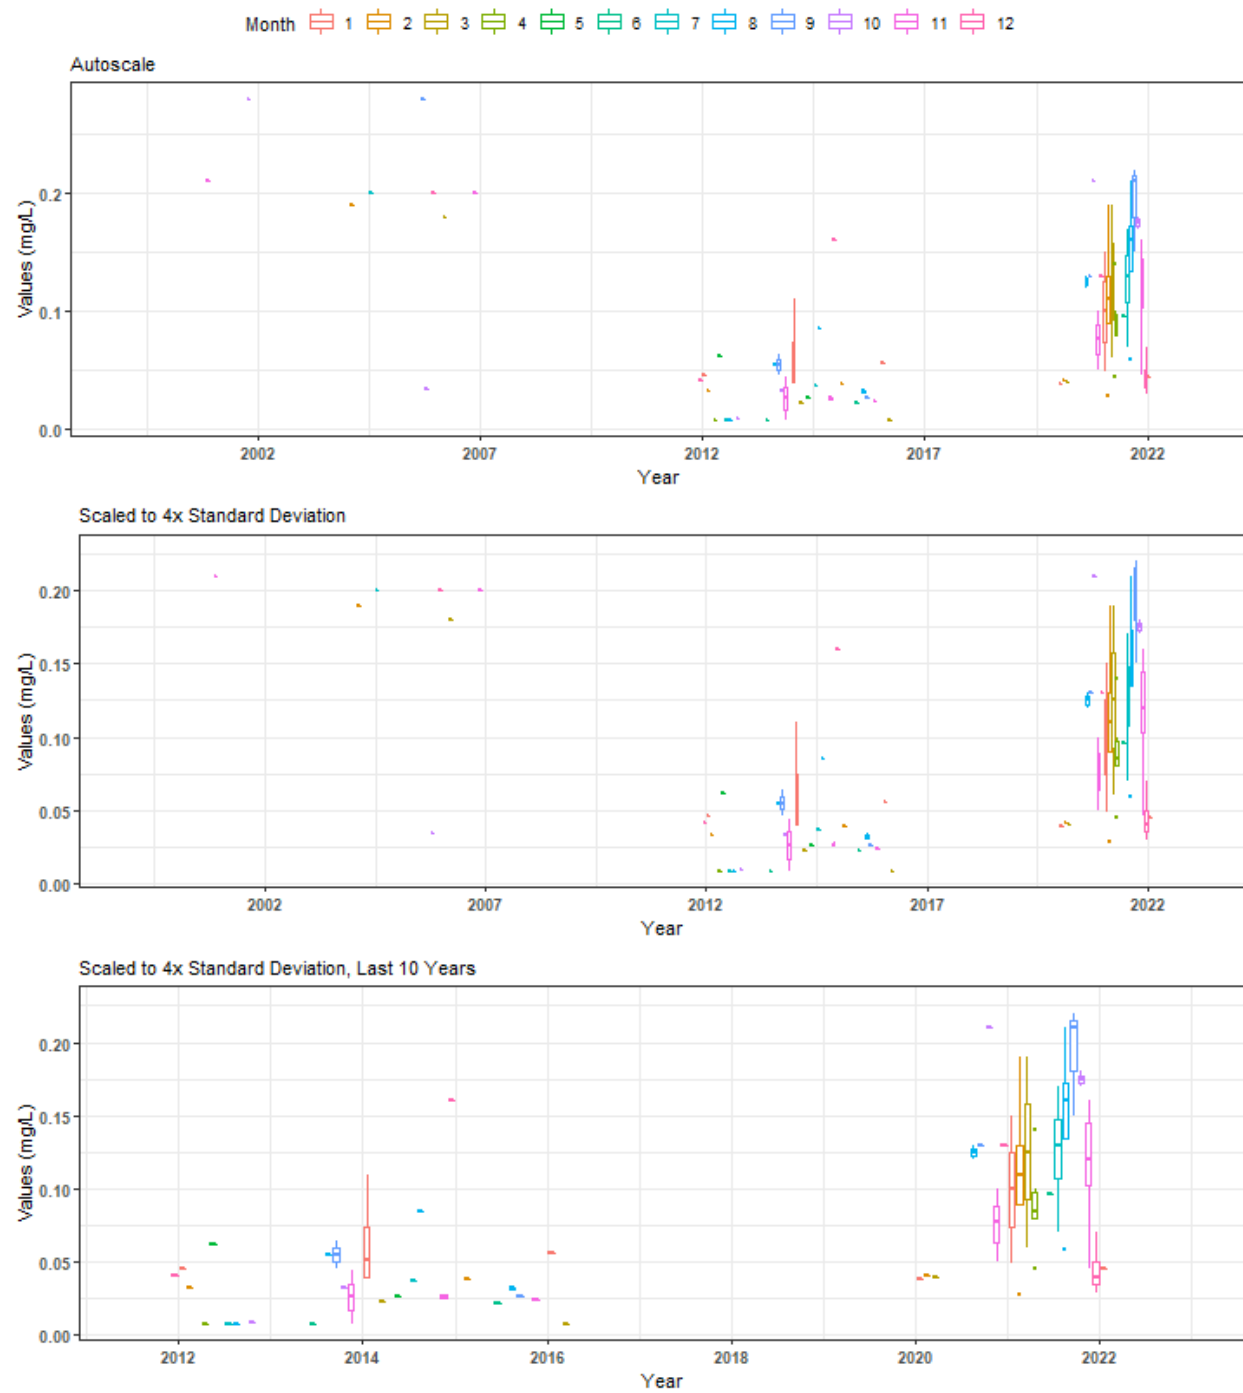 Month 1 2 3 4 5 6 7 8 9 10 11 12
Autoscale
Values (mg/L)
0.2
0.1
0.0
2002 2007 2012 2017 2022
Year
Scaled to 4x Standard Deviation
Values (mg/L)
0.20
0.15
0.10
0.05
0.00
2002 2007 2012 2017 2022
Year
Scaled to 4x Standard Deviation, Last 10 Years
Values (mg/L)
0.20
0.15
0.10
0.05
0.00
2012 2014 2016 2018 2020 2022
Year